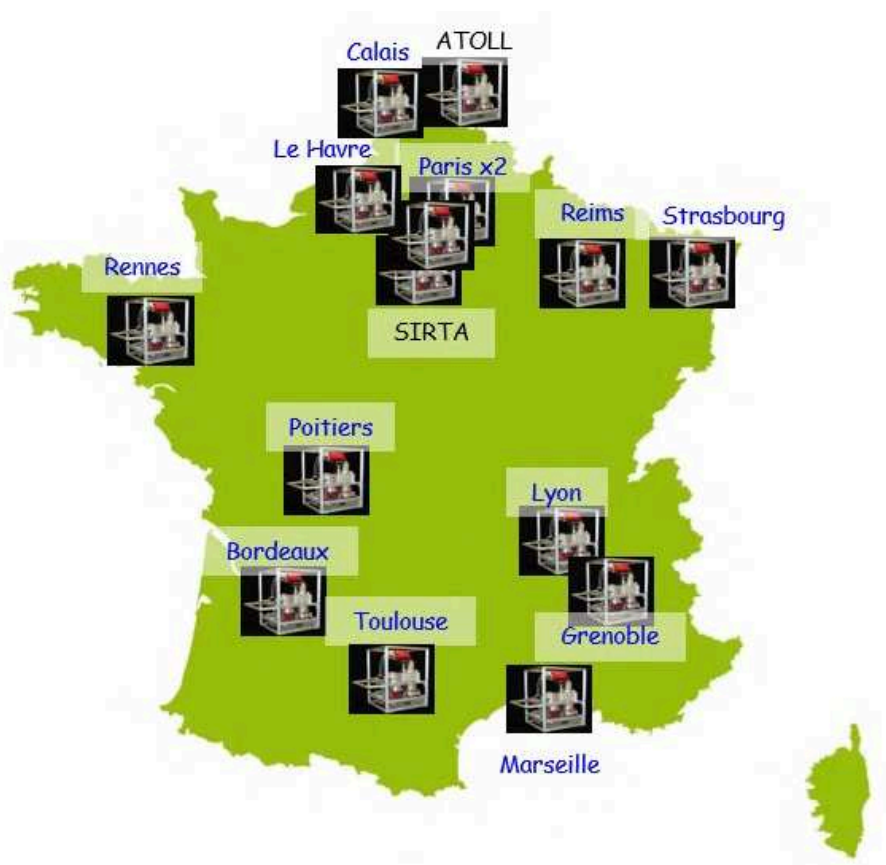 ATOLL
Calais
Le Havre
Paris x2
Reims
Strasbourg
Rennes
SIRTA
Poitiers
Lyon
Bordeaux
Toulouse
Grenoble
Marseille